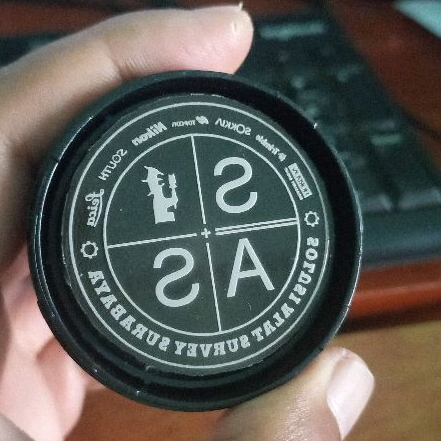 Leica
SOUTH
Nikon
TOPCON
SOKKIA
Trimble
S
A S
SOLUSI ALAT SURVEY SURABAYA